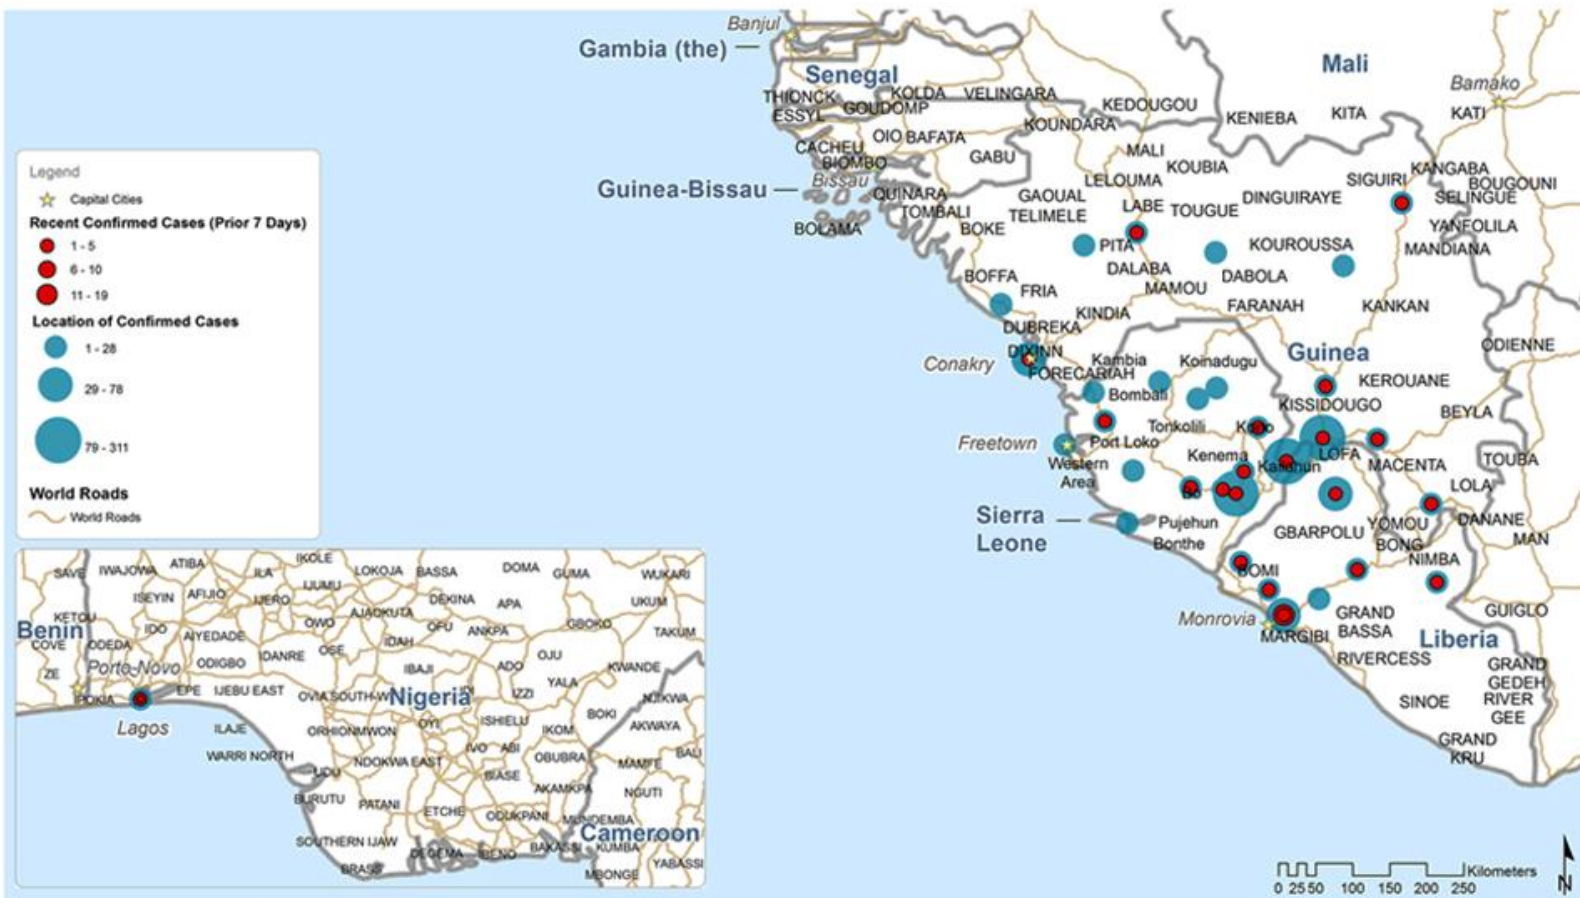 Banjul
Gambia (the)
Senegal
Mali
Bamako
THIONCK
ESSYL
KOLDA
GOUDOMP
VELINGARA
KEDOUGOU
KENIEBA
KITA
KATI
KOUNDARA
OIO
BAFATA
CACHEU
BIOMBO
Bissau
GABU
MALI
KOUBIA
LELOUMA
SIGUIRI
KANGABA
BOUGOUNI
SELINGUE
Guinea-Bissau
QUINARA
TOMBALI
BOLAMA
GAOUAL
TELIMELE
LABE
TOUGUE
DINGUIRAYE
YANFOLILA
MANDIANA
BOKE
PITA
KOUROUSSA
DALABA
DABOLA
BOFFA
FRIA
MAMOU
FARANAH
KANKAN
KINDIA
DUBREKA
ODIENNE
DIXINN
Conakry
FORECARIAH
Kambia
Koinadugu
Guinea
KEROUANE
Bombali
KISSIDOUGO
BEYLA
Tonkolili
Kono
Freetown
Port Loko
Western
Area
Kenema
Kailahun
LOFA
MACENTA
TOUBA
LOLA
Bo
Sierra
Leone
Pujehun
Bonthe
GBARPOLU
YOMOU
BONG
DANANE
MAN
NIMBA
BOMI
Monrovia
MARGIBI
GRAND
BASSA
Liberia
GUIGLO
RIVERCESS
GRAND
GEDEH
SINOE
RIVER
GEE
GRAND
KRU
Kilometers
0 25 50 100 150 200 250
N
Legend
Capital Cities
Recent Confirmed Cases (Prior 7 Days)
1 - 5
6 - 10
11 - 19
Location of Confirmed Cases
1 - 28
29 - 78
79 - 311
World Roads
World Roads
SAVE
IWAJOWA
ATIBA
ILA
IKOLE
LOKOJA
BASSA
DOMA
GUMA
WUKARI
ISEYIN
AFIJIO
IJERO
IJUMU
DEKINA
APA
UKUM
KETOU
AJAOKUTA
Benin
IDO
AIYEDADE
OWO
OFU
ANKPA
GBOKO
TAKUM
COVE
ODEDA
IDANRE
OSE
IDAH
OJU
ZE
Porto-Novo
ODIGBO
IBAJI
ADO
KWANDE
POKIA
EPE
IJEBU EAST
OVIA SOUTH-W
Nigeria
IZZI
YALA
Lagos
ILAJE
ORHIONMWON
OYI
ISHIELU
IKOM
BOKI
AKWAYA
WARRI NORTH
NDOKWA EAST
IVO
ABI
OBUBRA
MAMFE
BALI
UDU
BIASE
BURUTU
PATANI
ETCHE
AKAMKPA
NGUTI
ODUKPANI
MUNDEMBA
Cameroon
SOUTHERN IJAW
DEGEMA
IBENO
BAKASSI
KUMBA
BRASS
MBONGE
YABASSI